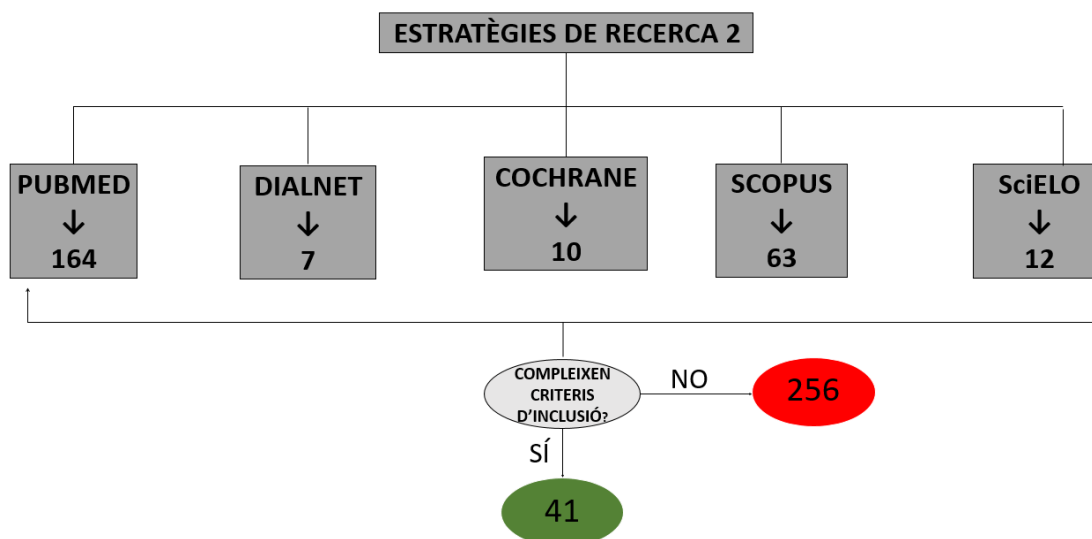 ESTRATÈGIES DE RECERCA 2
PUBMED
↓
164
DIALNET
↓
7
COCHRANE
↓
10
SCOPUS
↓
63
SciELO
↓
12
COMPLEIXEN
CRITERIS
D'INCLUSIÓ?
NO
256
SÍ
41